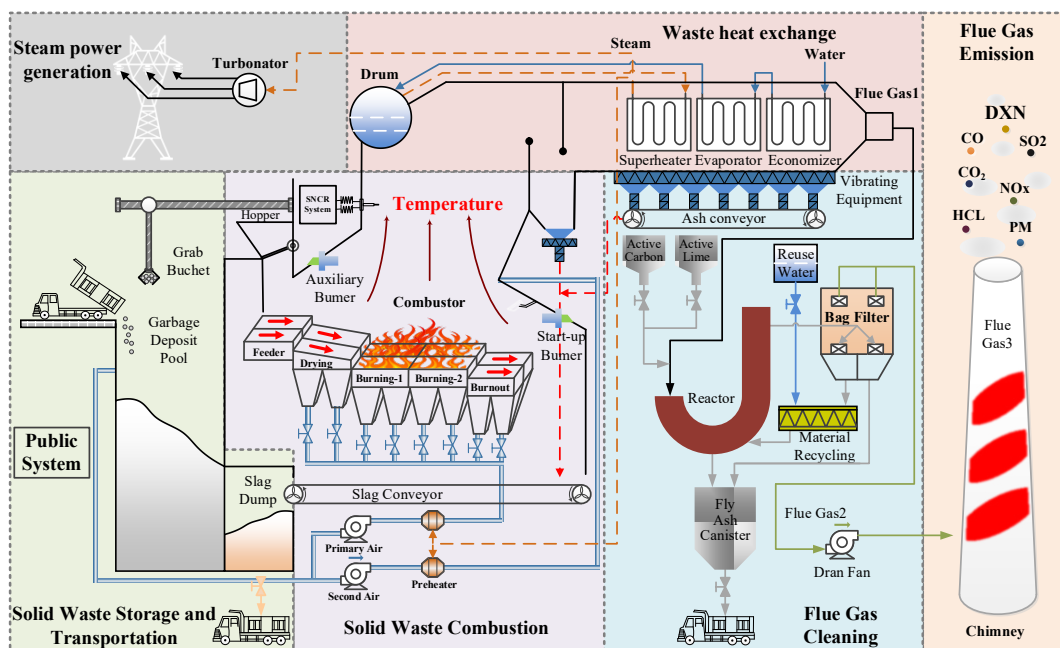 Steam power
generation
Turbonator
Waste heat exchange
Steam
Water
Drum
Flue Gas1
Superheater
Evaporator
Economizer
Vibrating
Equipment
Ash conveyor
Flue Gas
Emission
DXN
CO
SO2
CO₂
NOx
HCL
PM
Flue
Gas3
Chimney
Hopper
SNCR
System
Temperature
Grab
Buchet
Auxiliary
Bumer
Combustor
Garbage
Deposit
Pool
Feeder
Drying
Burning-1
Burning-2
Burnout
Start-up
Bumer
Public
System
Slag
Dump
Slag Conveyor
Primary Air
Second Air
Preheater
Solid Waste Storage and
Transportation
Solid Waste Combustion
Active
Carbon
Active
Lime
Reuse
Water
Bag Filter
Reactor
Material
Recycling
Fly
Ash
Canister
Flue Gas2
Dran Fan
Flue Gas
Cleaning